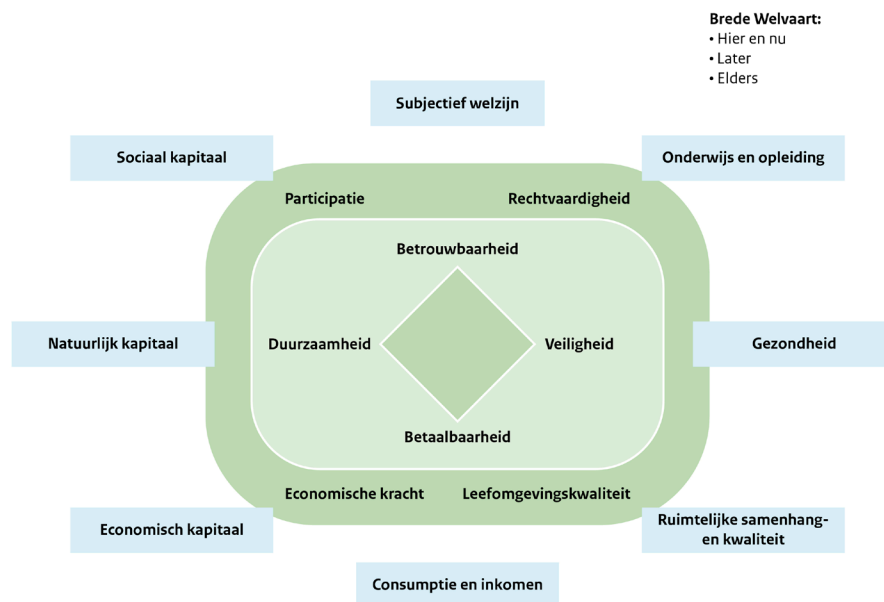 Brede Welvaart:
• Hier en nu
• Later
• Elders
Subjectief welzijn
Sociaal kapitaal
Onderwijs en opleiding
Participatie
Rechtvaardigheid
Betrouwbaarheid
Natuurlijk kapitaal
Duurzaamheid
Veiligheid
Gezondheid
Betaalbaarheid
Economische kracht
Leefomgevingskwaliteit
Economisch kapitaal
Ruimtelijke samenhang-
en kwaliteit
Consumptie en inkomen